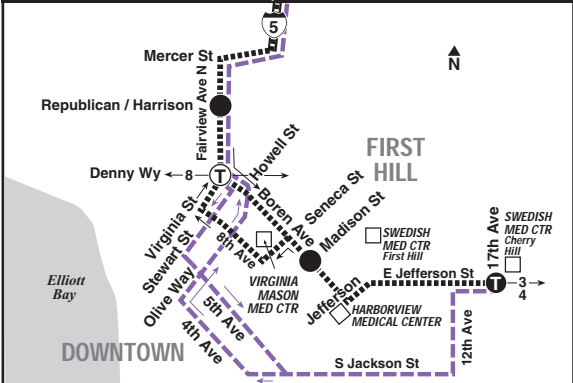 5
Mercer St
N
Republican / Harrison
Fairview Ave N
Howell St
FIRST
HILL
Denny Wy
8
T
Boren Ave
Seneca St
Madison St
Virginia St
Stewart St
8th Ave
Olive Way
SWEDISH
MED CTR
First Hill
17th Ave
SWEDISH
MED CTR
Cherry
Hill
Elliott
Bay
VIRGINIA
MASON
MED CTR
Jefferson
E Jefferson St
T
3
4
HARBORVIEW
MEDICAL CENTER
5th Ave
4th Ave
12th Ave
DOWNTOWN
S Jackson St